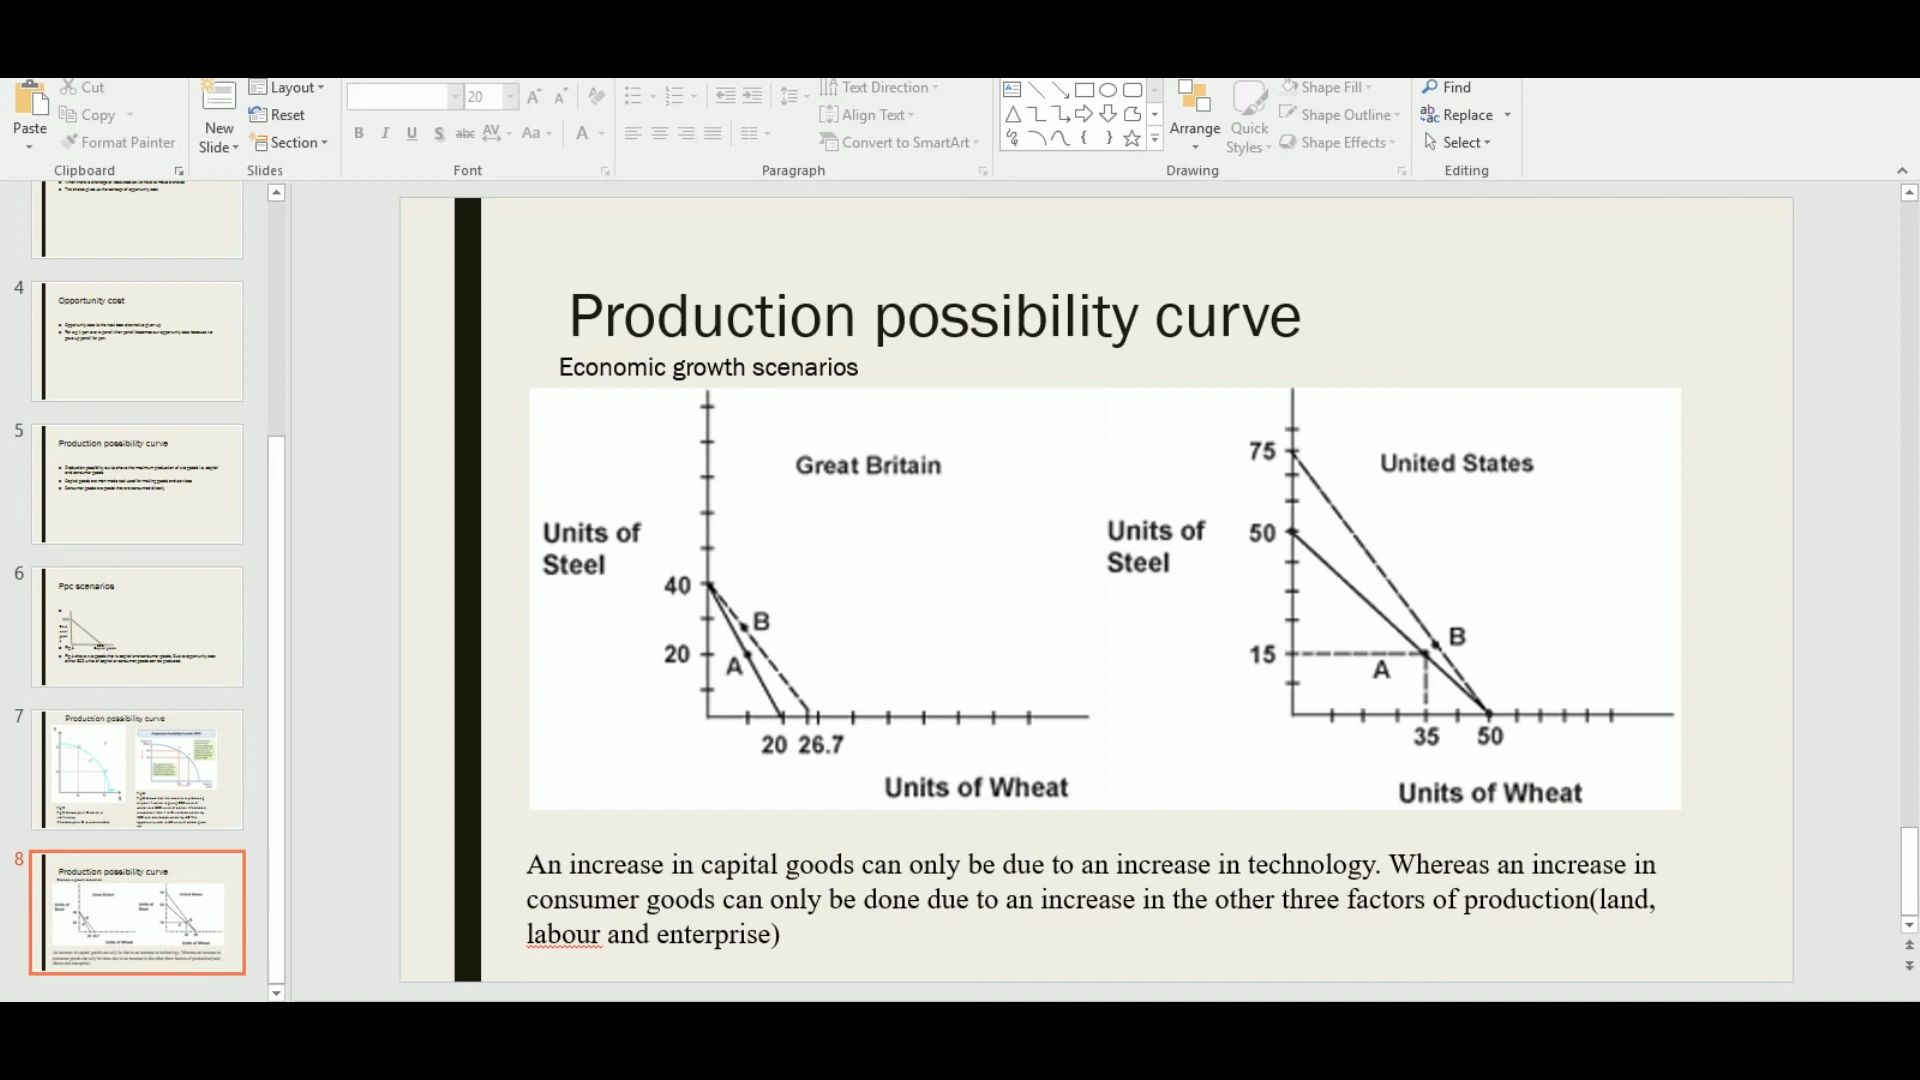 Cut
Copy
Format Painter
Paste
Clipboard
New
Slide
Layout
Reset
Section
Slides
20
B I U S abc AV Aa A
Font
Text Direction
Align Text
Convert to SmartArt
Paragraph
Arrange
Quick
Styles
Shape Fill
Shape Outline
Shape Effects
Drawing
Find
Replace
Select
Editing
4
Opportunity cost
5
Production possibility curve
6
Ppc scenarios
7
Production possibility curve
8
Production possibility curve
Production possibility curve
Economic growth scenarios
Great Britain
Units of
Steel
40
20
B
A
20 26.7
Units of Wheat
United States
75
50
15
Units of
Steel
B
A
35 50
Units of Wheat
An increase in capital goods can only be due to an increase in technology. Whereas an increase in
consumer goods can only be done due to an increase in the other three factors of production(land,
labour and enterprise)